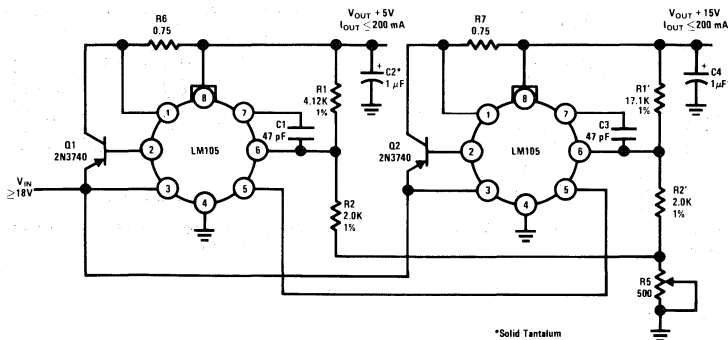 R6
0.75
VOUT + 5V
IOUT ≤ 200 mA
R7
0.75
VOUT + 15V
IOUT ≤ 200 mA
+
C2*
1 μF
+
C4
1 μF
R1
4.12K
1%
R1'
17.1K
1%
8
1
7
C1
47 pF
Q1
2N3740
2
LM105
6
3
5
4
8
1
7
C3
47 pF
Q2
2N3740
2
LM105
6
3
5
4
VIN
≥18V
R2
2.0K
1%
R2'
2.0K
1%
R5
500
*Solid Tantalum